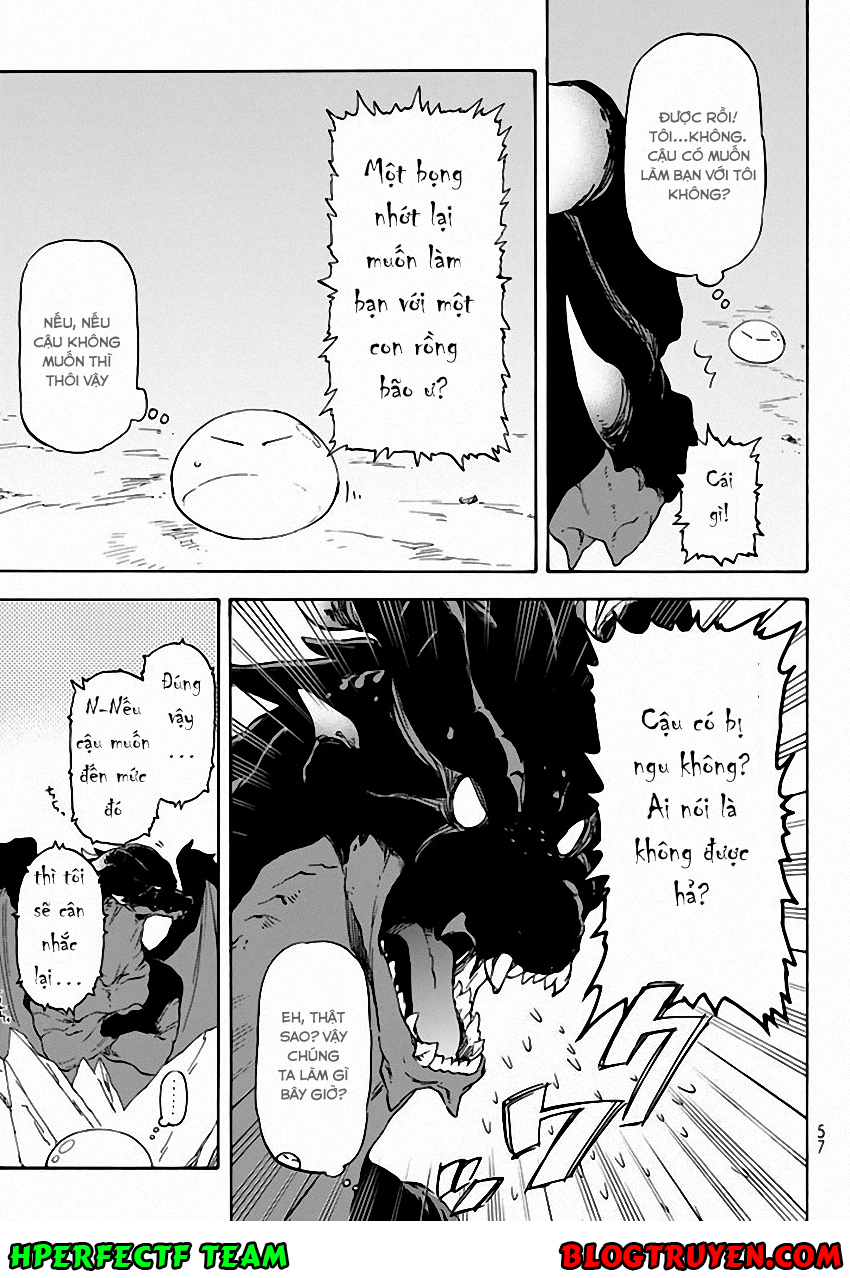 ĐƯỢC RỒI!
TÔI...KHÔNG.
CẬU CÓ MUỐN
LÀM BẠN VỚI TÔI
KHÔNG?
Cái
gì!
Một bọng
nhớt lại
muốn làm
bạn với một
con rồng
bão ư?
NẾU, NẾU
CẬU KHÔNG
MUỐN THÌ
THÔI VẬY
Cậu có bị
ngu không?
Ai nói là
không được
hả?
EH, THẬT
SAO? VẬY
CHÚNG
TA LÀM GÌ
BÂY GIỜ?
Đúng
vậy
...
N-Nếu
cậu muốn
đến mức
đó
thì tôi
sẽ cân
nhắc
lại...
......
57
HPERFECTF TEAM
BLOGTRUYEN.COM